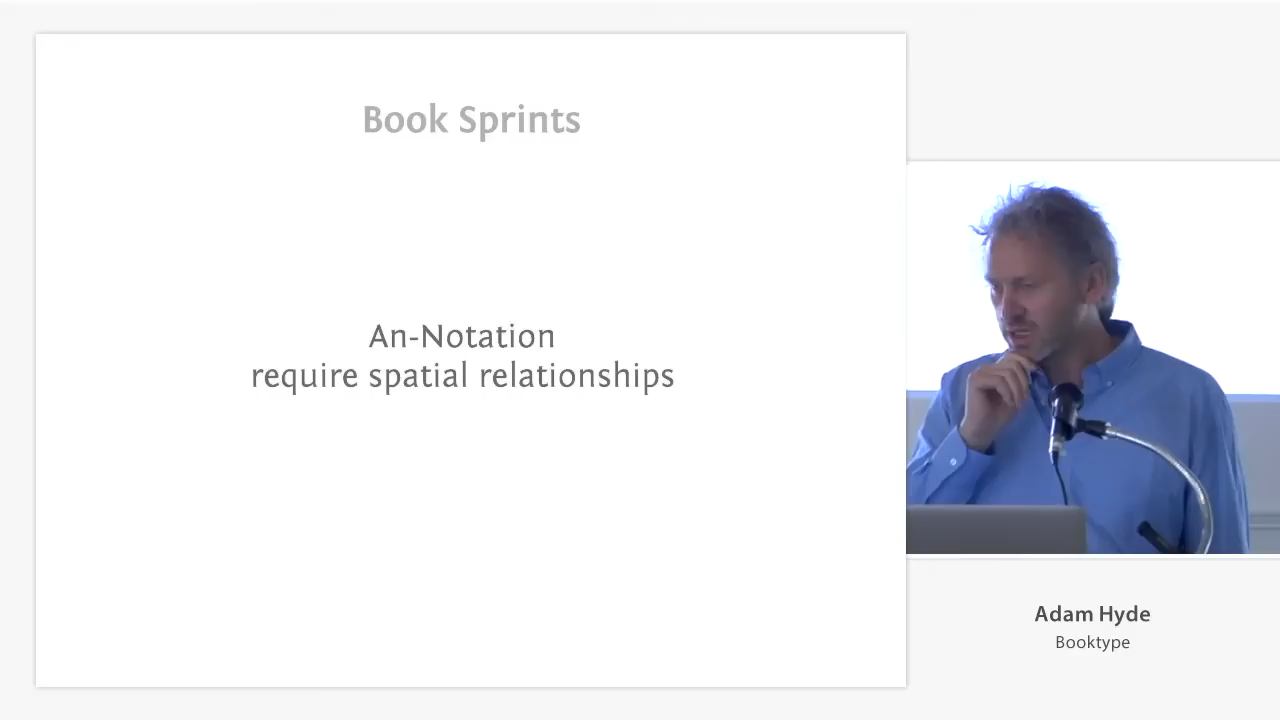 Book Sprints
An-Notation
require spatial relationships
Adam Hyde
Booktype